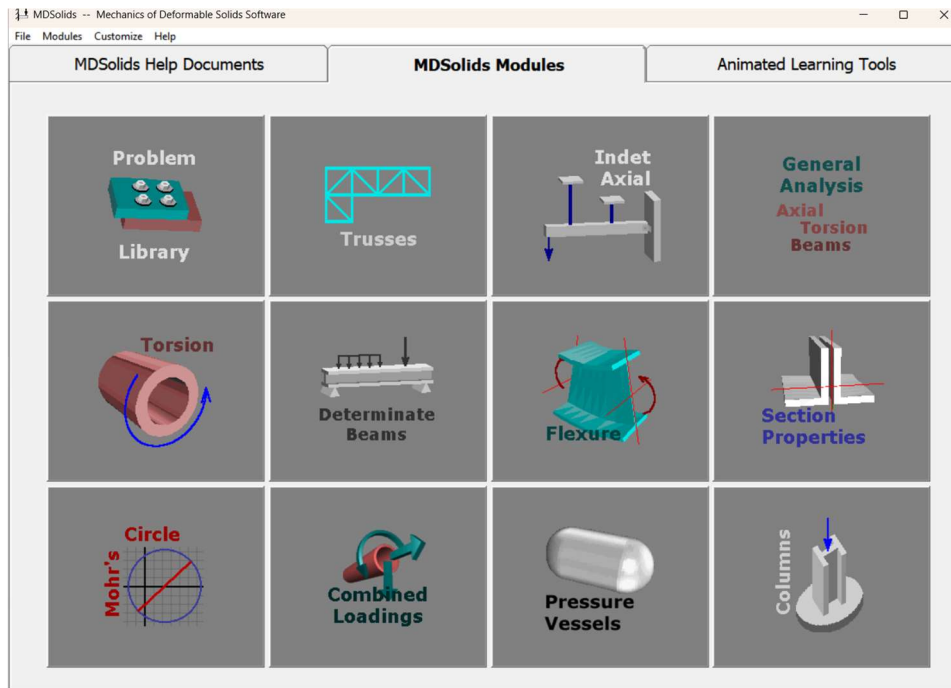 MDSolids -- Mechanics of Deformable Solids Software
File Modules Customize Help
MDSolids Help Documents
MDSolids Modules
Animated Learning Tools
Problem
Library
Trusses
Indet
Axial
General
Analysis
Axial
Torsion
Beams
Torsion
Determinate
Beams
Flexure
Section
Properties
Mohr's
Circle
Combined
Loadings
Pressure
Vessels
Columns